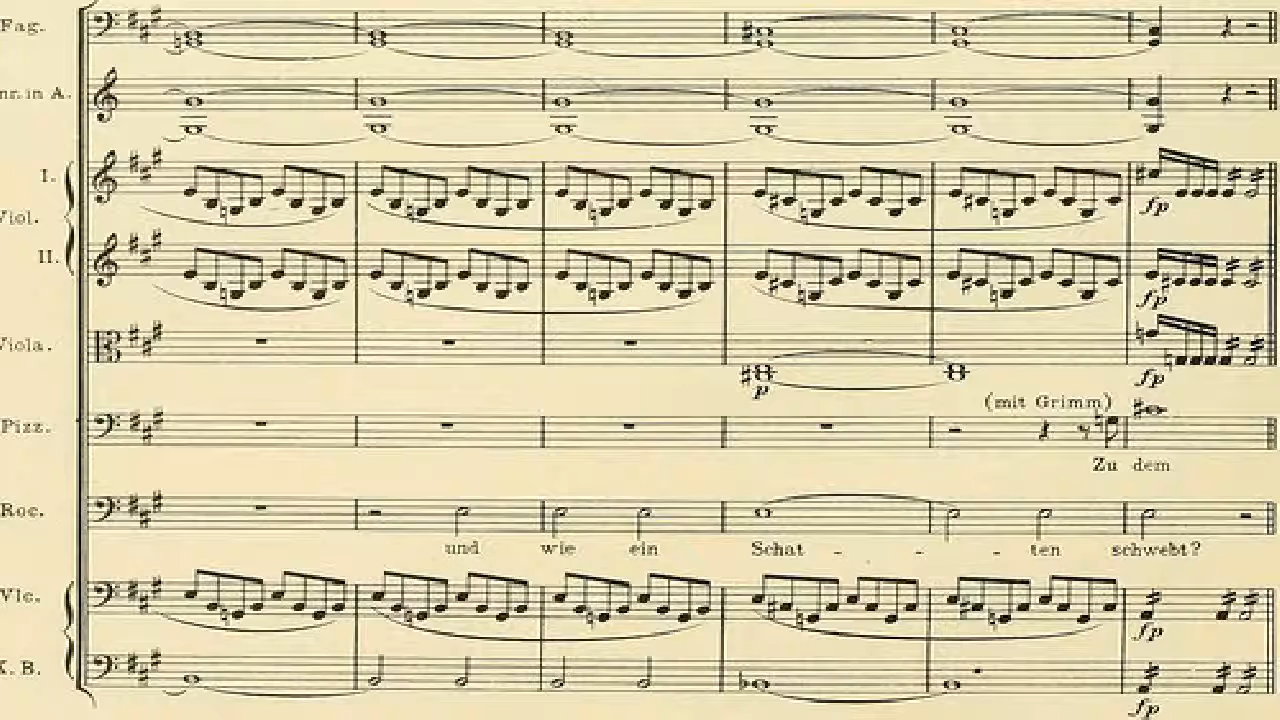 Fag.
nr. in A.
I.
Viol.
II.
Viola.
p
fp
fp
fp
(mit Grimm)
Pizz.
Zu dem
Roc.
und wie ein Schat - - - ten schwebt?
Vlc.
fp
K. B.
fp